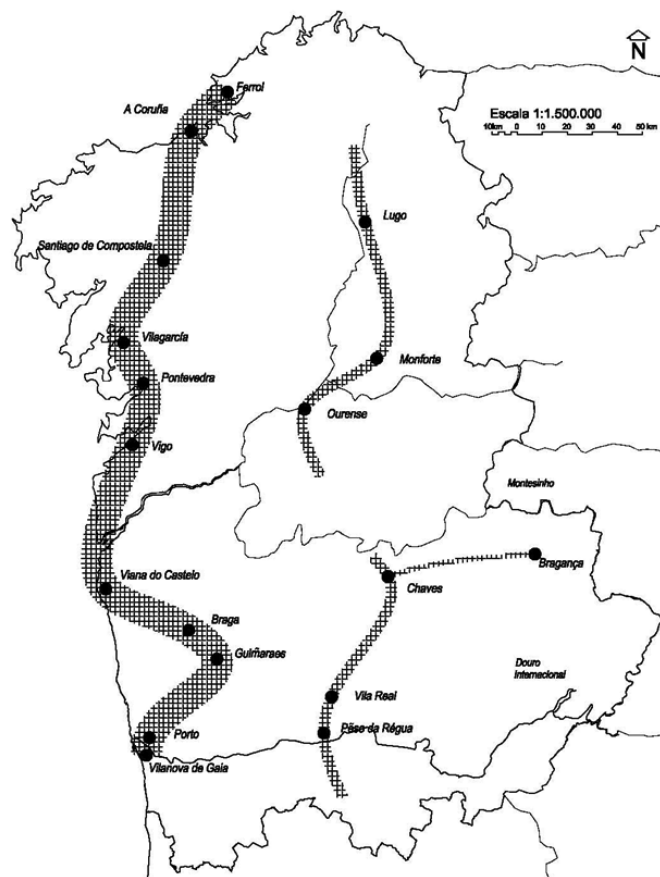 N
Ferrol
A Coruña
Escala 1:1.500.000
10km 0 10 20 30 40 50 km
Lugo
Santiago de Compostela
Vilagarcía
Monforte
Pontevedra
Ourense
Vigo
Montesinho
Bragança
Chaves
Viana do Castelo
Braga
Guimaraes
Douro
Internacional
Vila Real
Pêso da Régua
Porto
Vilanova de Gaia